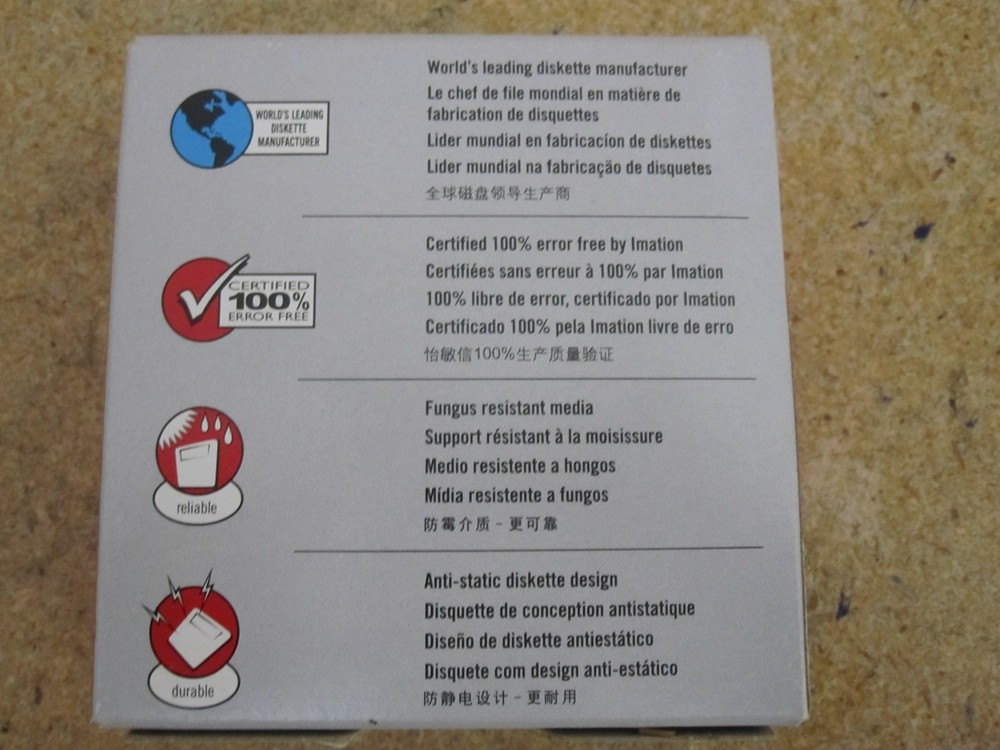 WORLD'S LEADING
DISKETTE
MANUFACTURER
World's leading diskette manufacturer
Le chef de file mondial en matière de
fabrication de disquettes
Lider mundial en fabricacíon de diskettes
Lider mundial na fabricação de disquetes
全球磁盘领导生产商
CERTIFIED
100%
ERROR FREE
Certified 100% error free by Imation
Certifiées sans erreur à 100% par Imation
100% libre de error, certificado por Imation
Certificado 100% pela Imation livre de erro
怡敏信100%生产质量验证
reliable
Fungus resistant media
Support résistant à la moisissure
Medio resistente a hongos
Mídia resistente a fungos
防霉介质－更可靠
durable
Anti-static diskette design
Disquette de conception antistatique
Diseño de diskette antiestático
Disquete com design anti-estático
防静电设计－更耐用